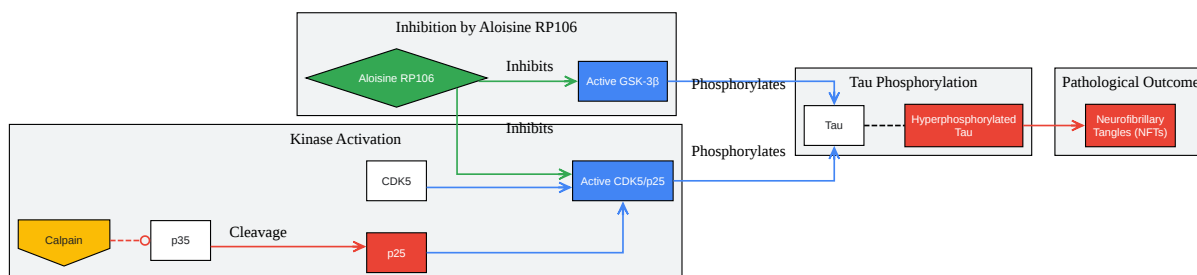 Inhibition by Aloisine RP106
Aloisine RP106
Inhibits
Active GSK-3β
Phosphorylates
Tau Phosphorylation
Pathological Outcome
Tau
Hyperphosphorylated
Tau
Neurofibrillary
Tangles (NFTs)
Inhibits
Kinase Activation
Phosphorylates
CDK5
Active CDK5/p25
Calpain
p35
Cleavage
p25